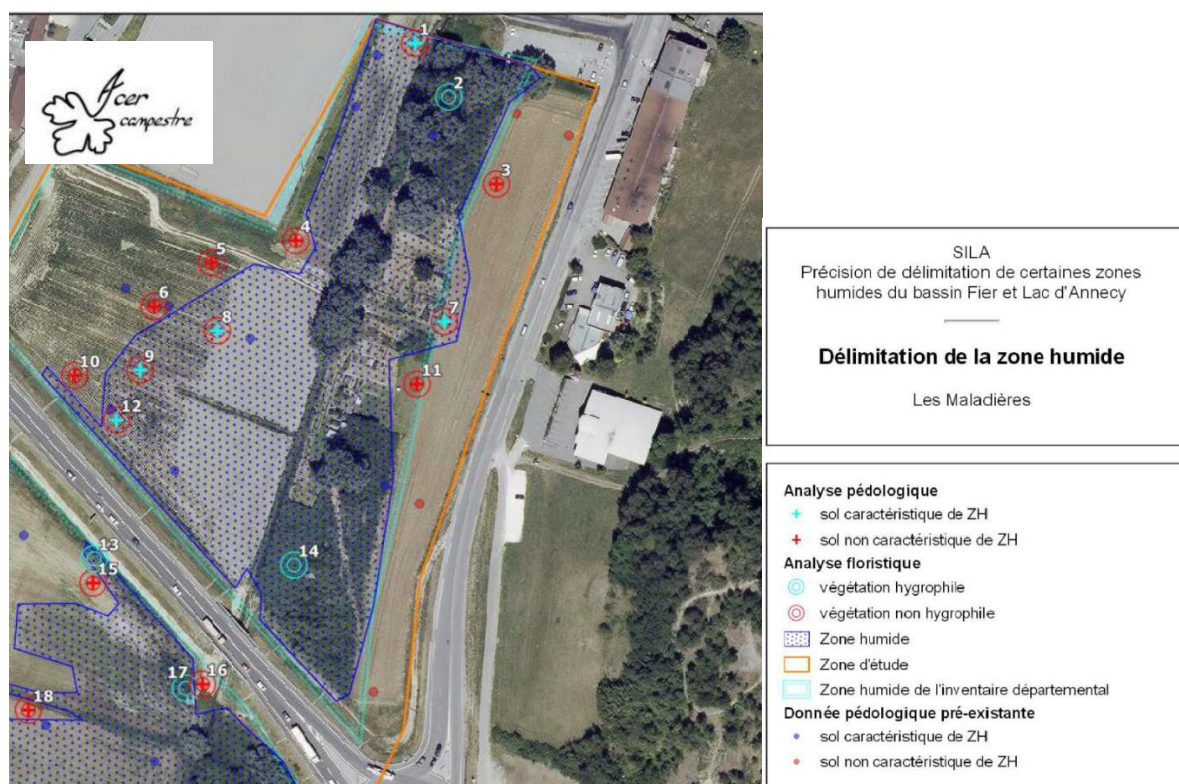 Acer
campestre
1
2
3
4
5
6
7
8
9
10
11
12
13
14
15
16
17
18
SILA
Précision de délimitation de certaines zones
humides du bassin Fier et Lac d'Annecy
Délimitation de la zone humide
Les Maladières
Analyse pédologique
sol caractéristique de ZH
sol non caractéristique de ZH
Analyse floristique
végétation hygrophile
végétation non hygrophile
Zone humide
Zone d'étude
Zone humide de l'inventaire départemental
Donnée pédologique pré-existante
sol caractéristique de ZH
sol non caractéristique de ZH